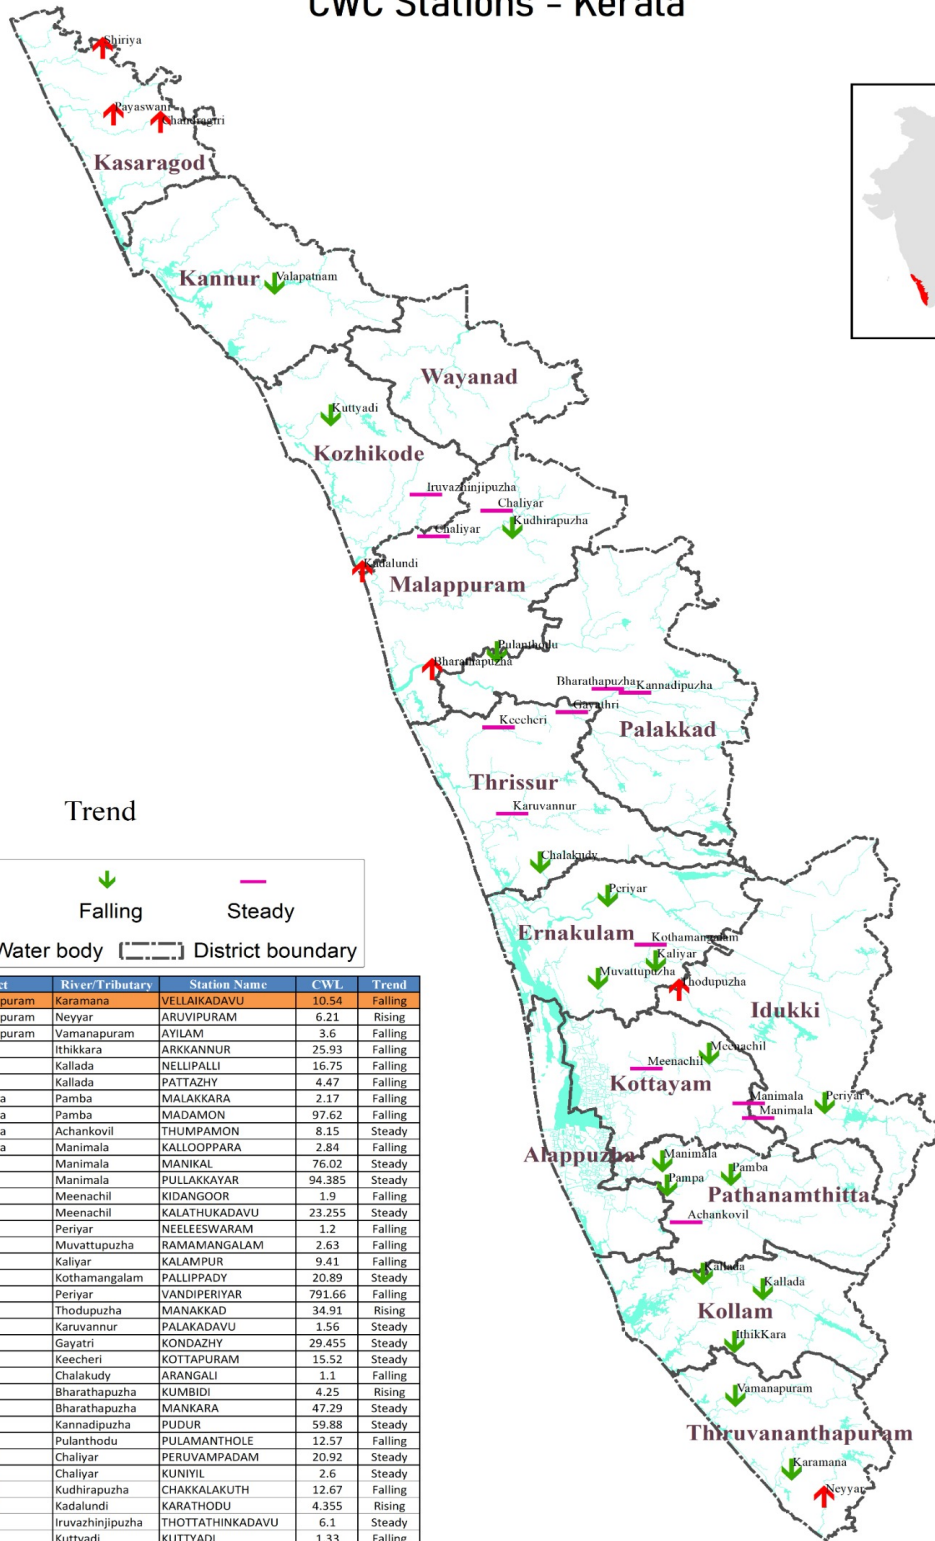 CWC Stations - Kerala
Shiriya
Payaswani
Chandragiri
Kasaragod
Kannur
Valapatnam
Wayanad
Kuttyadi
Kozhikode
Iruvazhinjipuzha
Chaliyar
Kudhirapuzha
Chaliyar
Kadalundi
Malappuram
Pulanthodu
Bharathapuzha
Bharathapuzha
Kannadipuzha
Gayathri
Keecheri
Palakkad
Thrissur
Karuvannur
Chalakudy
Periyar
Ernakulam
Kothamangalam
Kaliyar
Muvattupuzha
Thodupuzha
Idukki
Meenachil
Meenachil
Kottayam
Manimala
Periyar
Manimala
Alappuzha
Manimala
Pamba
Pampa
Pathanamthitta
Achankovil
Kallada
Kallada
Kollam
IthikKara
Vamanapuram
Thiruvananthapuram
Karamana
Neyyar
Trend
Falling Steady
Water body District boundary
ct River/Tributary Station Name CWL Trend
puram Karamana VELLAIKADAVU 10.54 Falling
puram Neyyar ARUVIPURAM 6.21 Rising
puram Vamanapuram AYILAM 3.6 Falling
Ithikkara ARKKANNUR 25.93 Falling
Kallada NELLIPALLI 16.75 Falling
Kallada PATTAZHY 4.47 Falling
a Pamba MALAKKARA 2.17 Falling
a Pamba MADAMON 97.62 Falling
a Achankovil THUMPAMON 8.15 Steady
a Manimala KALLOOPPARA 2.84 Falling
Manimala MANIKAL 76.02 Steady
Manimala PULLAKKAYAR 94.385 Steady
Meenachil KIDANGOOR 1.9 Falling
Meenachil KALATHUKADAVU 23.255 Steady
Periyar NEELEESWARAM 1.2 Falling
Muvattupuzha RAMAMANGALAM 2.63 Falling
Kaliyar KALAMPUR 9.41 Falling
Kothamangalam PALLIPPADY 20.89 Steady
Periyar VANDIPERIYAR 791.66 Falling
Thodupuzha MANAKKAD 34.91 Rising
Karuvannur PALAKADAVU 1.56 Steady
Gayatri KONDAZHY 29.455 Steady
Keecheri KOTTAPURAM 15.52 Steady
Chalakudy ARANGALI 1.1 Falling
Bharathapuzha KUMBIDI 4.25 Rising
Bharathapuzha MANKARA 47.29 Steady
Kannadipuzha PUDUR 59.88 Steady
Pulanthodu PULAMANTHOLE 12.57 Falling
Chaliyar PERUVAMPADAM 20.92 Steady
Chaliyar KUNIYIL 2.6 Steady
Kudhirapuzha CHAKKALAKUTH 12.67 Falling
Kadalundi KARATHODU 4.355 Rising
Iruvazhinjipuzha THOTTATHINKADAVU 6.1 Steady
Kuttyadi KUTTYADI 1.33 Falling